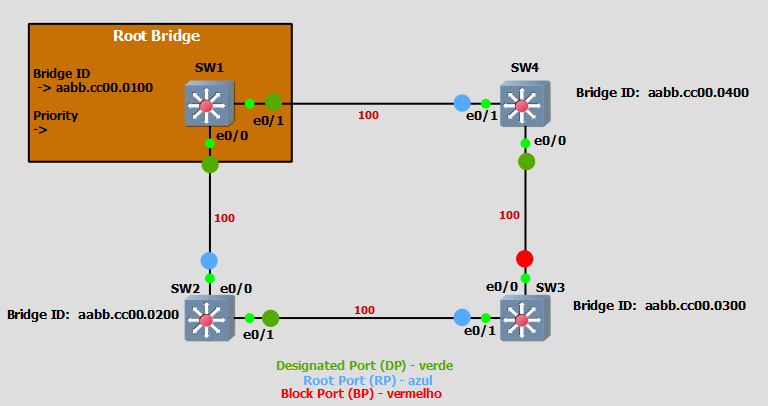 Root Bridge
Bridge ID
-> aabb.cc00.0100
Priority
->
SW1
e0/1
e0/0
100
SW4
e0/1
e0/0
Bridge ID: aabb.cc00.0400
100
100
SW2
e0/0
e0/1
Bridge ID: aabb.cc00.0200
100
e0/0
SW3
e0/1
Bridge ID: aabb.cc00.0300
Designated Port (DP) - verde
Root Port (RP) - azul
Block Port (BP) - vermelho